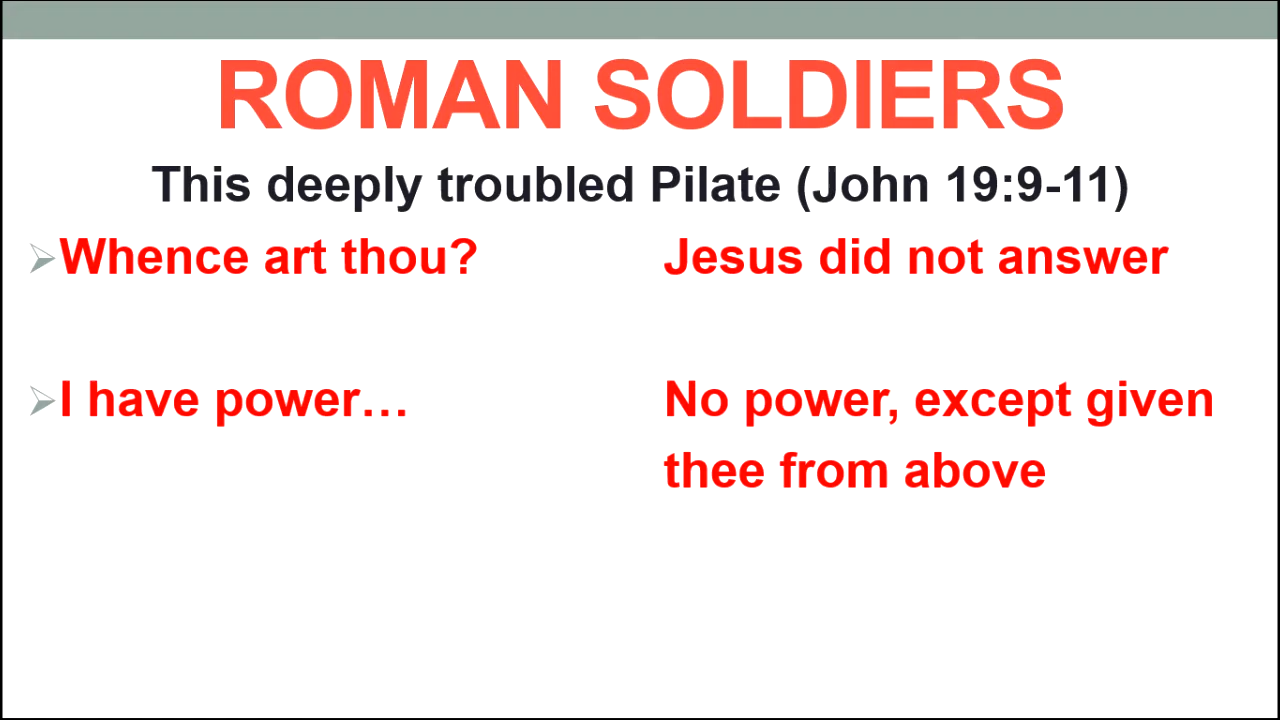 ROMAN SOLDIERS
This deeply troubled Pilate (John 19:9-11)
Whence art thou? Jesus did not answer
I have power… No power, except given
thee from above